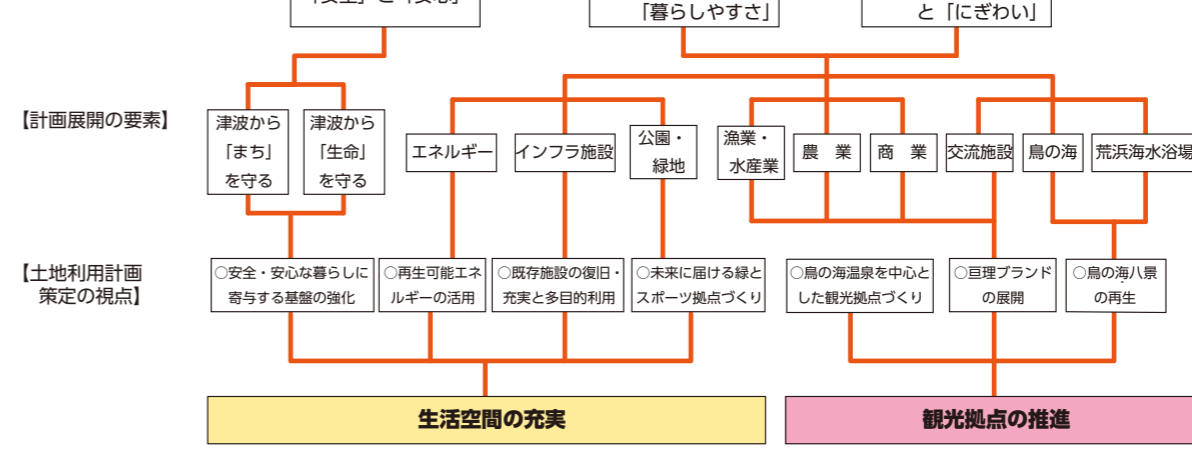 「暮らしやすさ」
と「にぎわい」
【計画展開の要素】
津波から
「まち」
を守る
津波から
「生命」
を守る
エネルギー
インフラ施設
公園・
緑地
漁業・
水産業
農　業
商　業
交流施設
鳥の海
荒浜海水浴場
【土地利用計画
策定の視点】
○安全・安心な暮らしに
寄与する基盤の強化
○再生可能エネ
ルギーの活用
○既存施設の復旧・
充実と多目的利用
○未来に届ける緑と
スポーツ拠点づくり
○鳥の海温泉を中心と
した観光拠点づくり
○亘理ブランド
の展開
○鳥の海八景
の再生
生活空間の充実
観光拠点の推進